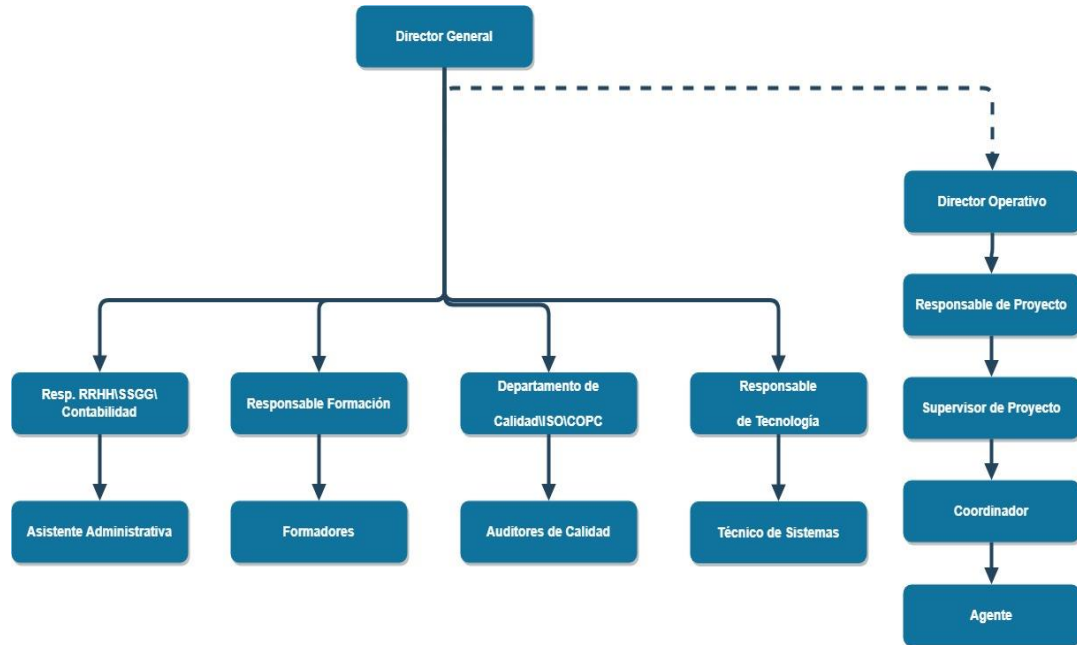 Director General
Director Operativo
Responsable de Proyecto
Resp. RRHH\SSGG\
Contabilidad
Responsable Formación
Departamento de
Calidad\ISO\COPC
Responsable
de Tecnología
Supervisor de Proyecto
Asistente Administrativa
Formadores
Auditores de Calidad
Técnico de Sistemas
Coordinador
Agente